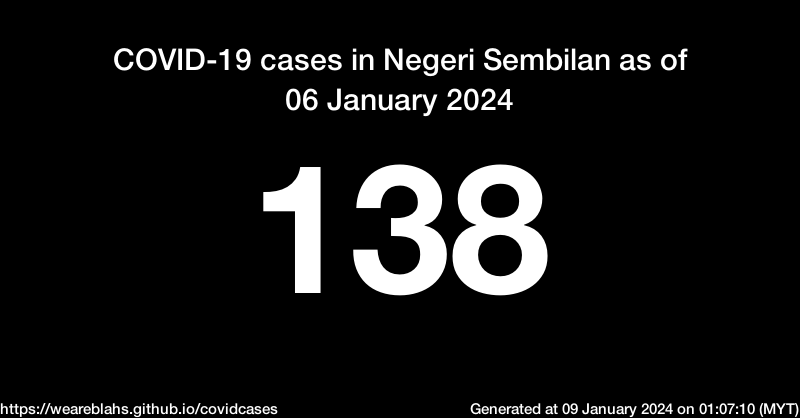 COVID-19 cases in Negeri Sembilan as of
06 January 2024
138
https://weareblahs.github.io/covidcases
Generated at 09 January 2024 on 01:07:10 (MYT)